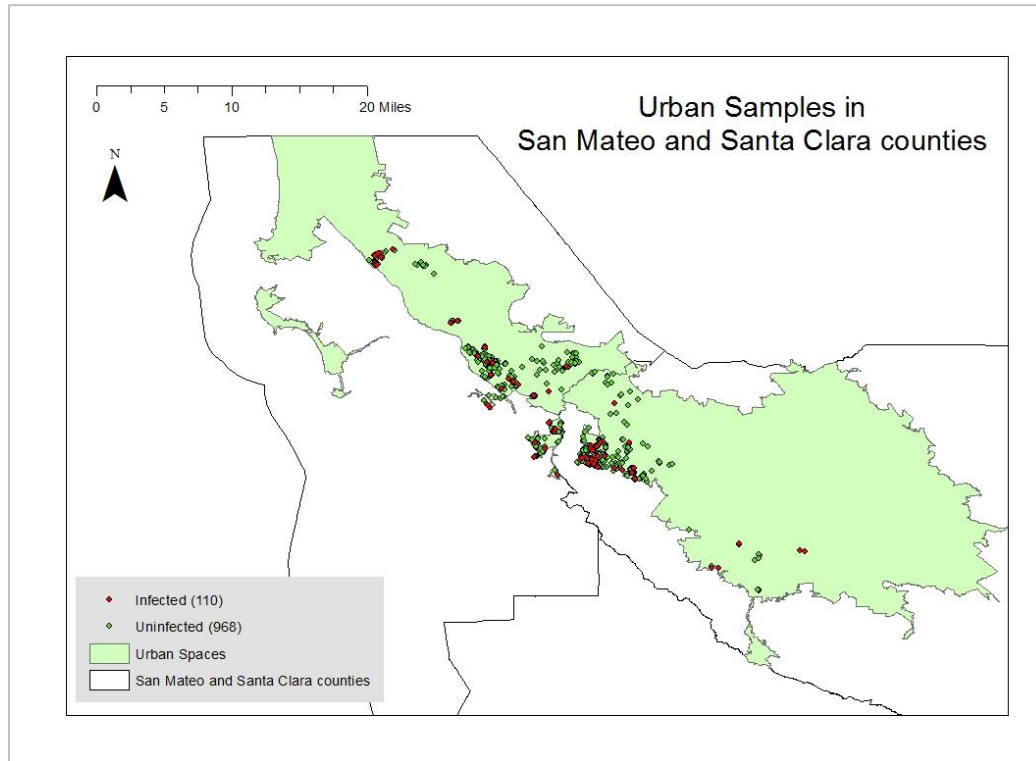 Urban Samples in
San Mateo and Santa Clara counties
0 5 10 20 Miles
N
Infected (110)
Uninfected (968)
Urban Spaces
San Mateo and Santa Clara counties